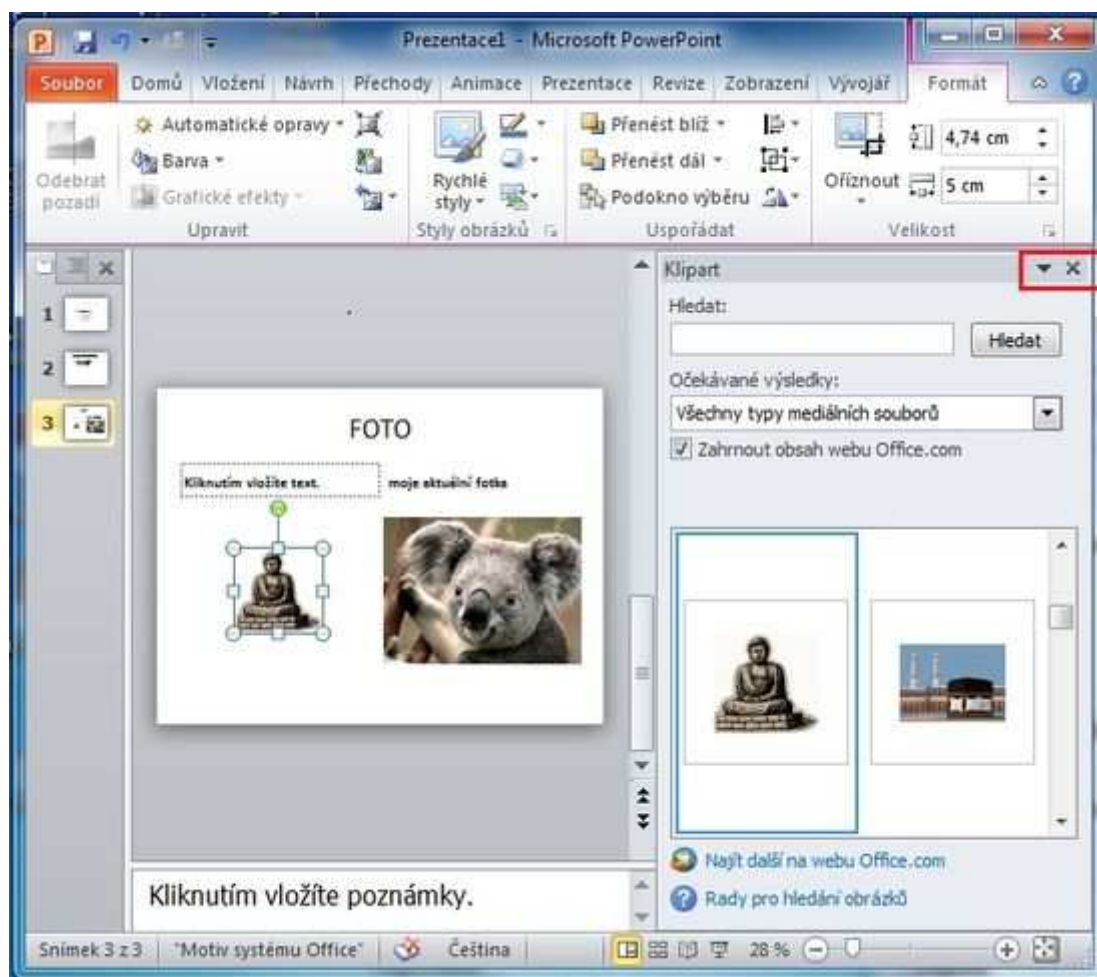 Prezentace1 - Microsoft PowerPoint
Soubor Domů Vložení Návrh Přechody Animace Prezentace Revize Zobrazení Vývojář Formát
Odebrat pozadí
Automatické opravy
Barva
Grafické efekty
Upravit
Rychlé styly
Styly obrázků
Přenést blíž
Přenést dál
Podokno výběru
Uspořádat
Oříznout
4,74 cm
5 cm
Velikost
1
2
3
FOTO
Kliknutím vložíte text.
moje aktuální fotka
Kliknutím vložíte poznámky.
Klipart
Hledat:
Hledat
Očekávané výsledky:
Všechny typy mediálních souborů
Zahrnout obsah webu Office.com
Najít další na webu Office.com
Rady pro hledání obrázků
Snímek 3 z 3 "Motiv systému Office" Čeština 28 %